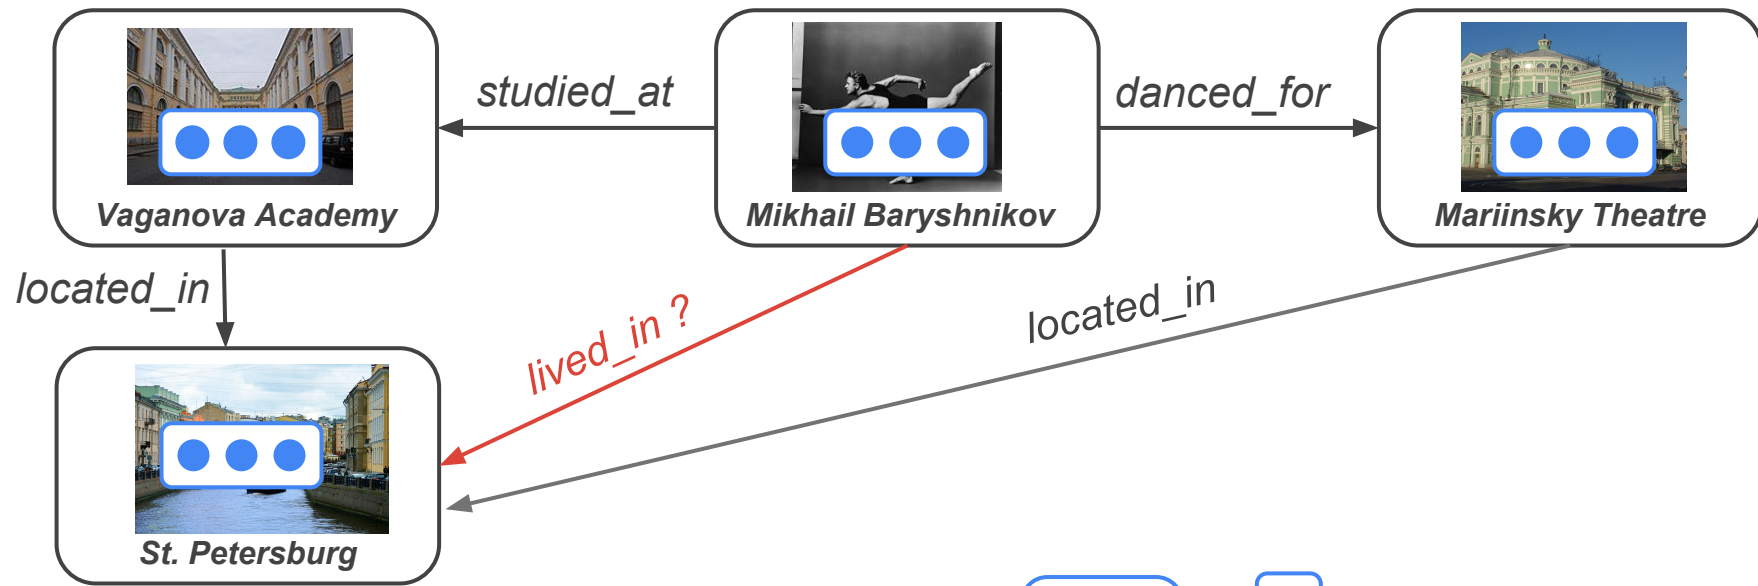 studied_at
danced_for
Vaganova Academy
Mikhail Baryshnikov
Mariinsky Theatre
located_in
lived_in ?
located_in
St. Petersburg